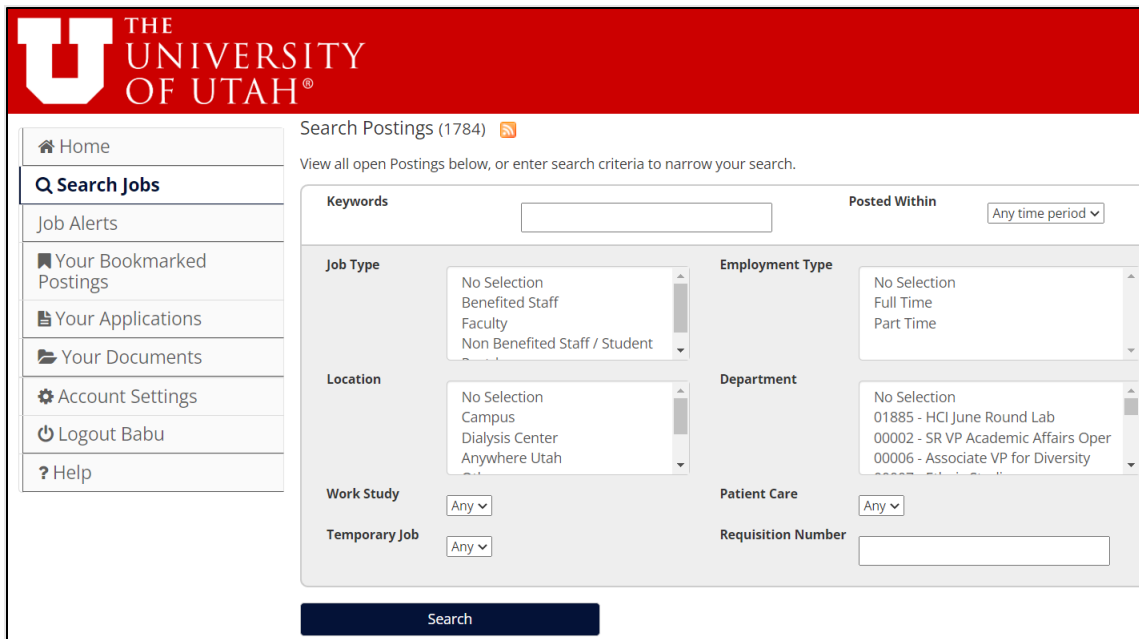 THE
UNIVERSITY
OF UTAH®
Home
Search Jobs
Job Alerts
Your Bookmarked
Postings
Your Applications
Your Documents
Account Settings
Logout Babu
? Help
Search Postings (1784)
View all open Postings below, or enter search criteria to narrow your search.
Keywords
Posted Within
Any time period
Job Type
No Selection
Benefited Staff
Faculty
Non Benefited Staff / Student
Employment Type
No Selection
Full Time
Part Time
Location
No Selection
Campus
Dialysis Center
Anywhere Utah
Department
No Selection
01885 - HCI June Round Lab
00002 - SR VP Academic Affairs Oper
00006 - Associate VP for Diversity
Work Study
Any
Patient Care
Any
Temporary Job
Any
Requisition Number
Search